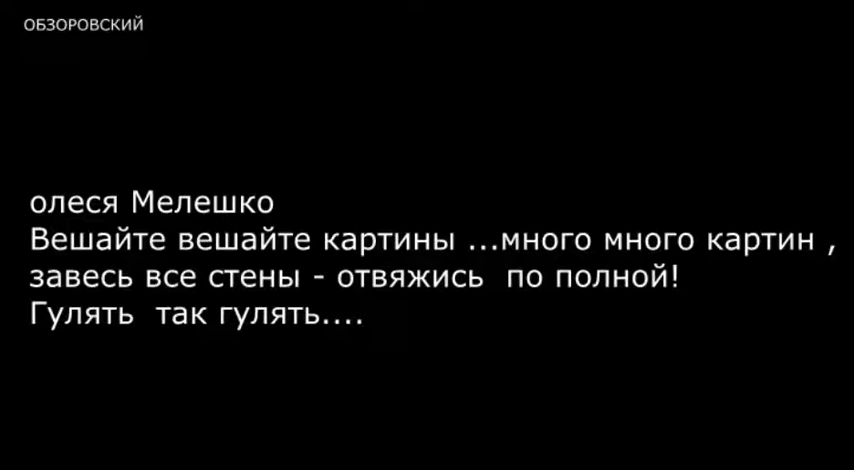 ОБЗОРОВСКИЙ
олеся Мелешко
Вешайте вешайте картины ...много много картин ,
завесь все стены - отвяжись  по полной!
Гулять  так гулять....